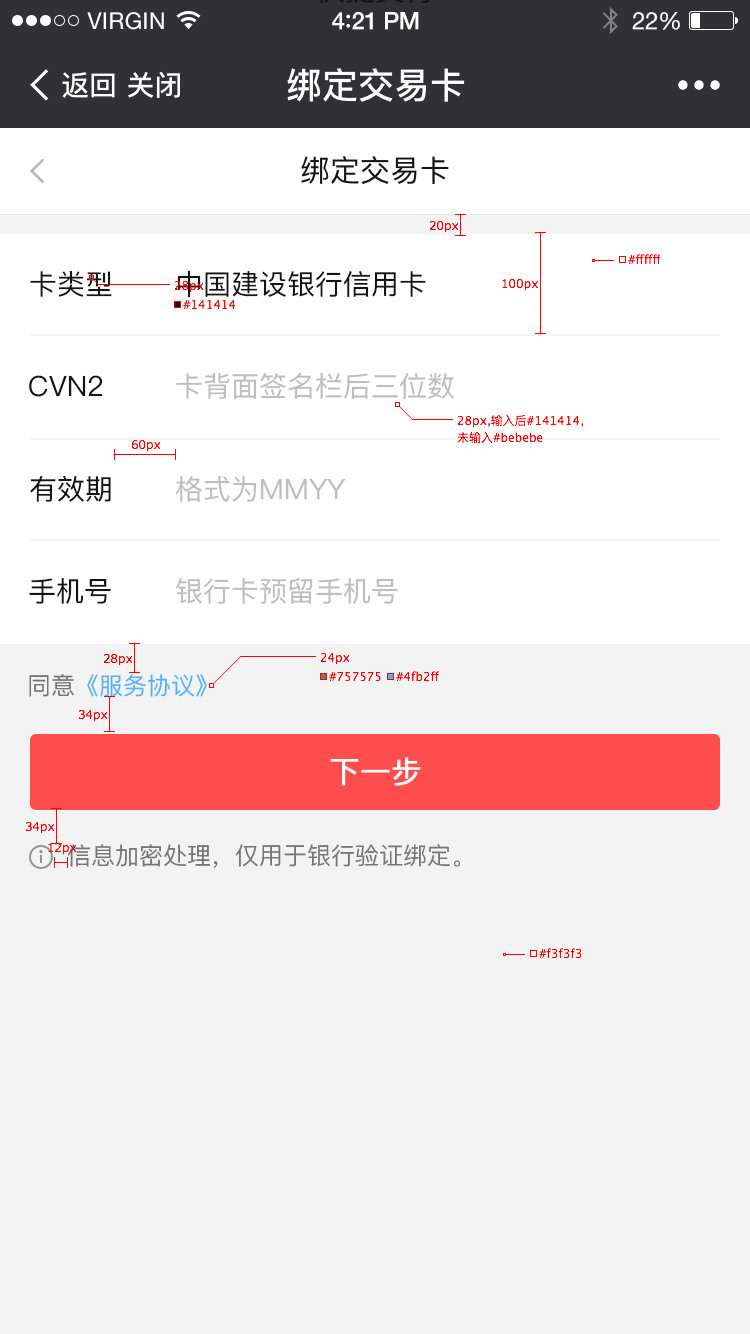 VIRGIN 4:21 PM 22%
返回 关闭 绑定交易卡
绑定交易卡
20px
#ffffff
卡类型 中国建设银行信用卡
28px
100px
#141414
CVN2 卡背面签名栏后三位数
28px,输入后#141414,
未输入#bebebe
60px
有效期 格式为MMYY
手机号 银行卡预留手机号
28px
24px
#757575 #4fb2ff
同意《服务协议》
34px
下一步
34px
12px
信息加密处理，仅用于银行验证绑定。
#f3f3f3